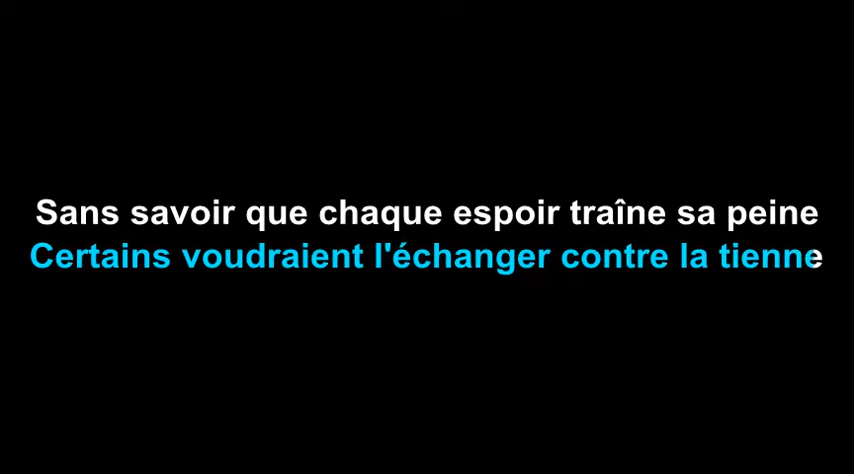 Sans savoir que chaque espoir traîne sa peine
Certains voudraient l'échanger contre la tienne